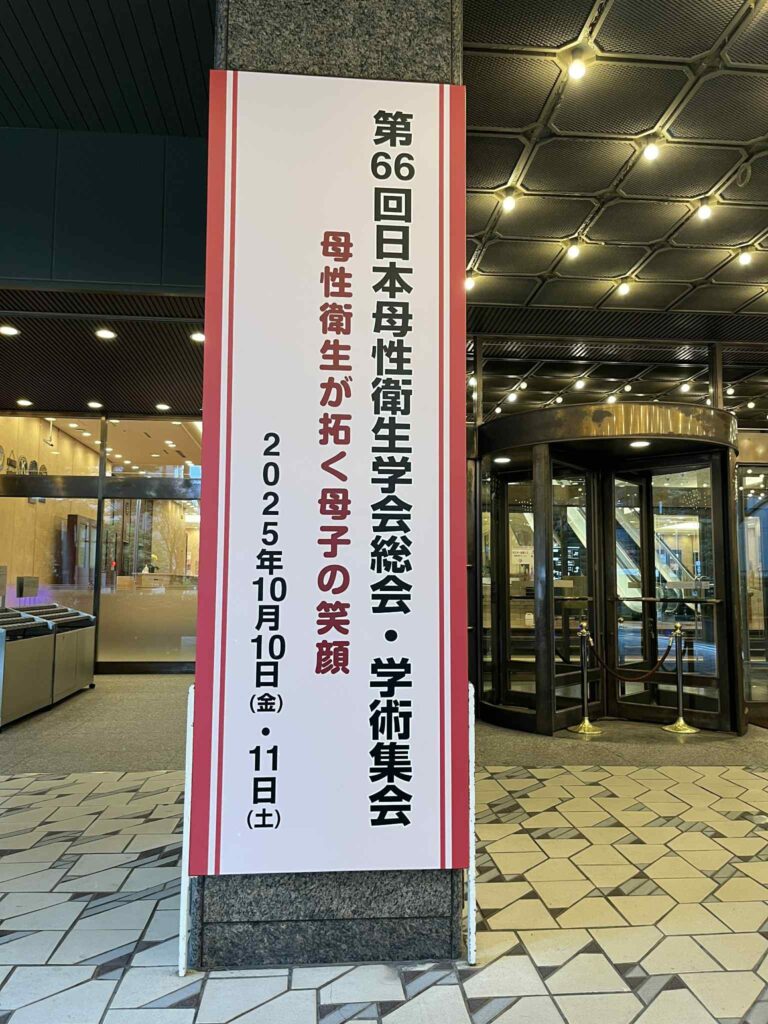 第66回日本母性衛生学会総会・学術集会
母性衛生が拓く母子の笑顔
2025年10月10日(金)・11日(土)